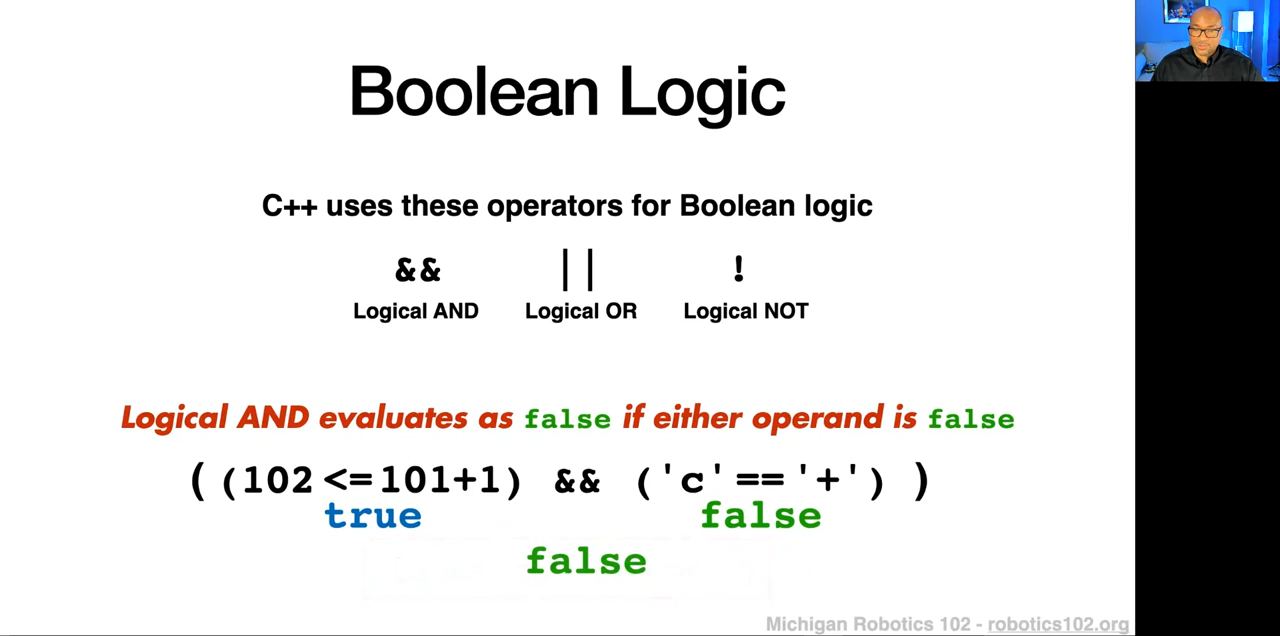 Boolean Logic
C++ uses these operators for Boolean logic
&& || !
Logical AND Logical OR Logical NOT
Logical AND evaluates as false if either operand is false
( (102 <= 101+1) && ('c' == '+') )
true false
false
Michigan Robotics 102 - robotics102.org